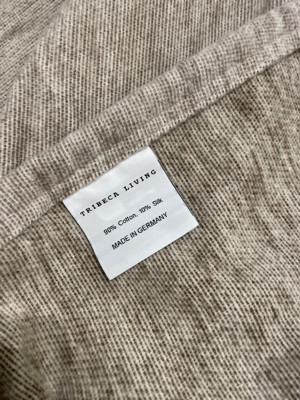 TRIBECA LIVING
90% Cotton, 10% Silk
MADE IN GERMANY